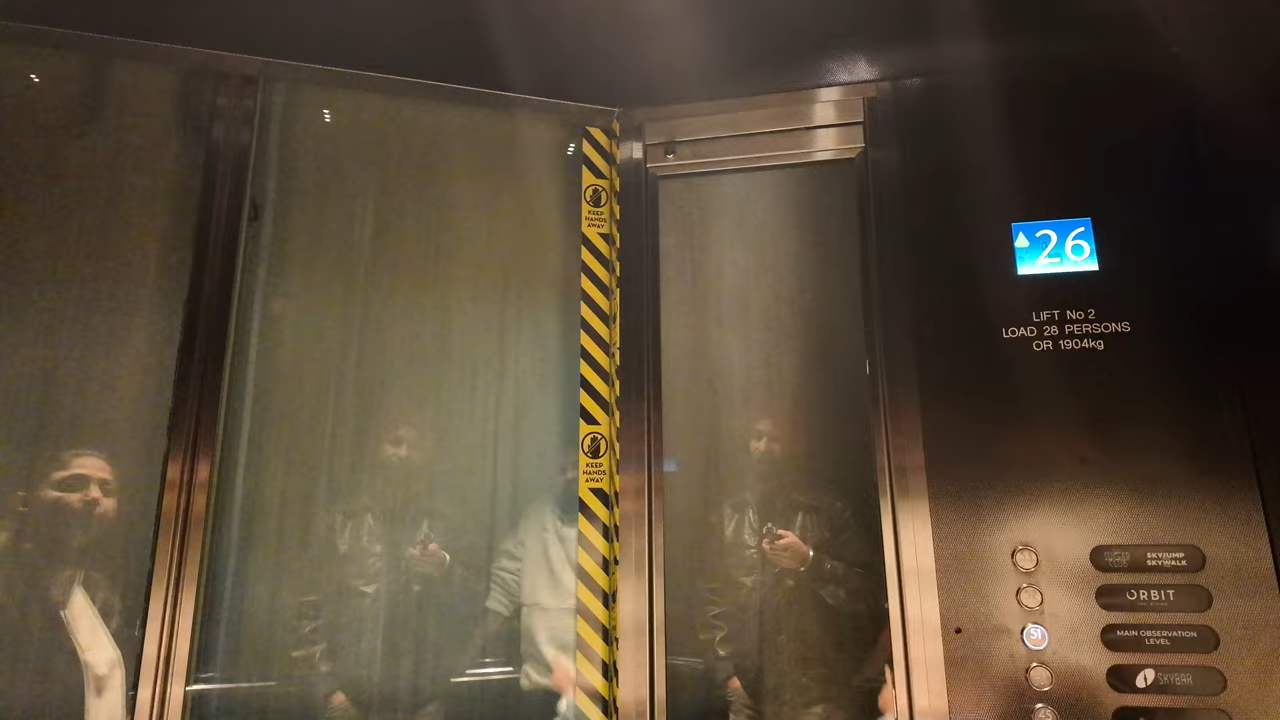 KEEP
HANDS
AWAY
KEEP
HANDS
AWAY
26
LIFT No 2
LOAD 28 PERSONS
OR 1904kg
SKYJUMP
SKYWALK
ORBIT
51
MAIN OBSERVATION
LEVEL
SKYBAR